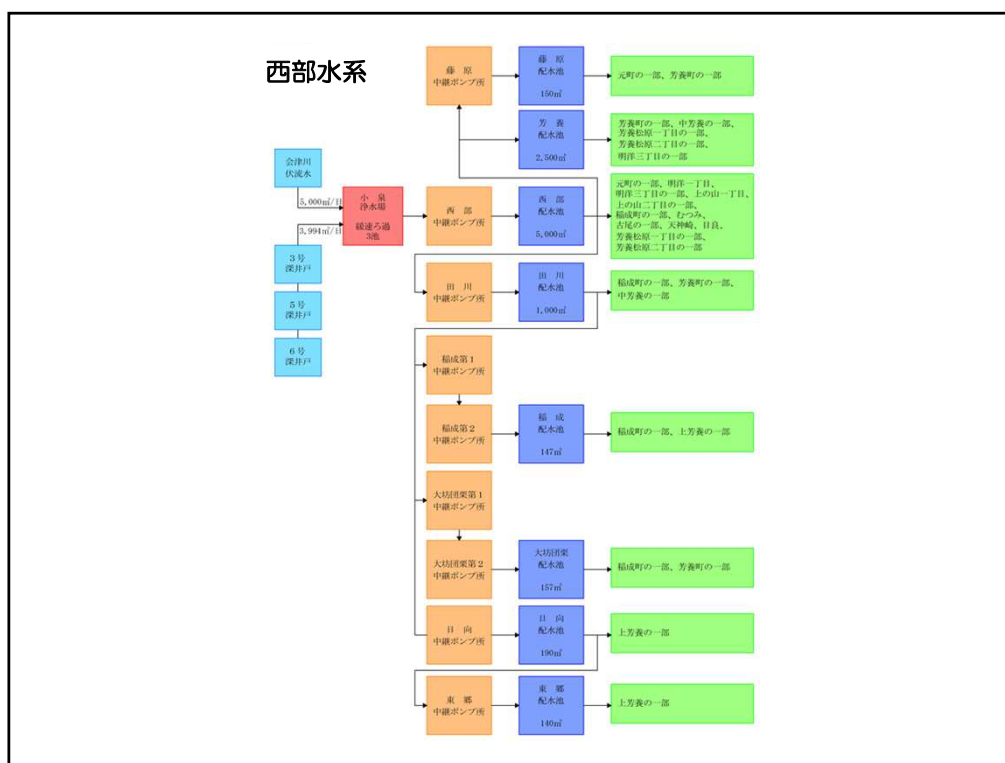 西部水系
藤 原
中継ポンプ所
藤 原
配水池
150㎥
元町の一部、芳養町の一部
芳 養
配水池
2,500㎥
芳養町の一部、中芳養の一部、
芳養松原一丁目の一部、
芳養松原二丁目の一部、
明洋三丁目の一部
会津川
伏流水
5,000㎥/日
小 泉
浄水場
緩速ろ過
3池
3,994㎥/日
西 部
中継ポンプ所
西 部
配水池
5,000㎥
元町の一部、明洋一丁目、
明洋三丁目の一部、上の山一丁目、
上の山二丁目の一部、
稲成町の一部、むつみ、
古尾の一部、天神崎、目良、
芳養松原一丁目の一部、
芳養松原二丁目の一部
3号
深井戸
5号
深井戸
6号
深井戸
田 川
中継ポンプ所
田 川
配水池
1,000㎥
稲成町の一部、芳養町の一部、
中芳養の一部
稲成第1
中継ポンプ所
稲成第2
中継ポンプ所
稲 成
配水池
147㎥
稲成町の一部、上芳養の一部
大坊団栗第1
中継ポンプ所
大坊団栗第2
中継ポンプ所
大坊団栗
配水池
157㎥
稲成町の一部、芳養町の一部
日 向
中継ポンプ所
日 向
配水池
190㎥
上芳養の一部
東 郷
中継ポンプ所
東 郷
配水池
140㎥
上芳養の一部